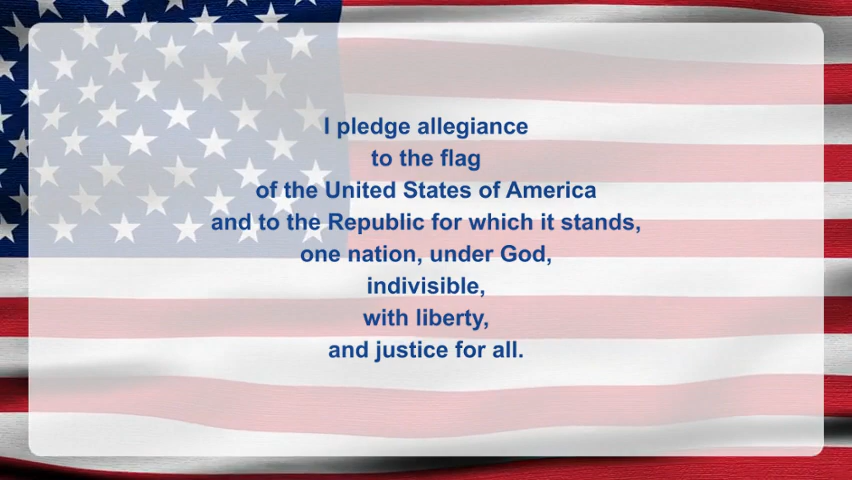 I pledge allegiance
to the flag
of the United States of America
and to the Republic for which it stands,
one nation, under God,
indivisible,
with liberty,
and justice for all.